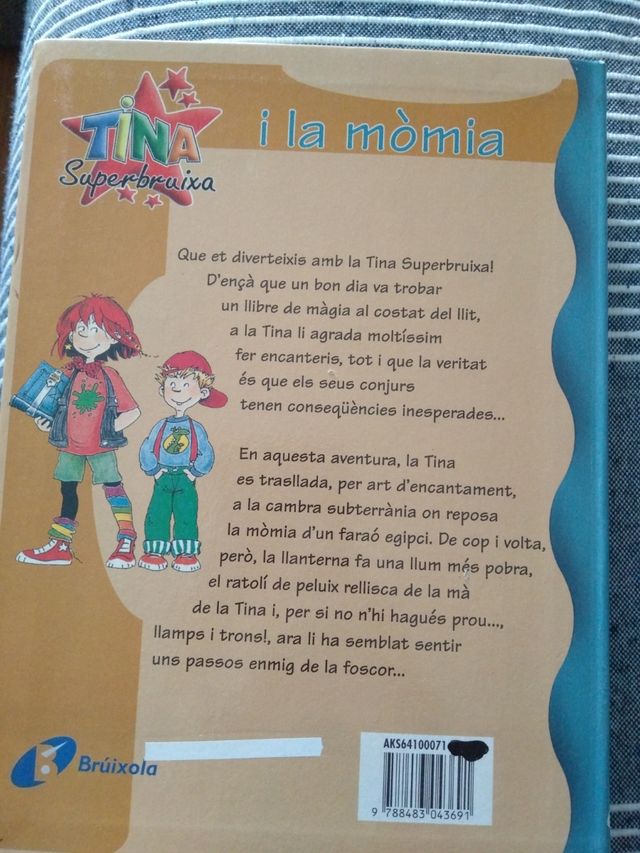 TINA
Superbruixa
i la mòmia
Que et diverteixis amb la Tina Superbruixa!
D'ençà que un bon dia va trobar
un llibre de màgia al costat del llit,
a la Tina li agrada moltíssim
fer encanteris, tot i que la veritat
és que els seus conjurs
tenen conseqüències inesperades...
En aquesta aventura, la Tina
es trasllada, per art d'encantament,
a la cambra subterrània on reposa
la mòmia d'un faraó egipci. De cop i volta,
però, la llanterna fa una llum més pobra,
el ratolí de peluix rellisca de la mà
de la Tina i, per si no n'hi hagués prou...,
llamps i trons!, ara li ha semblat sentir
uns passos enmig de la foscor...
B Brúixola
AKS64100071
9 788483 043691